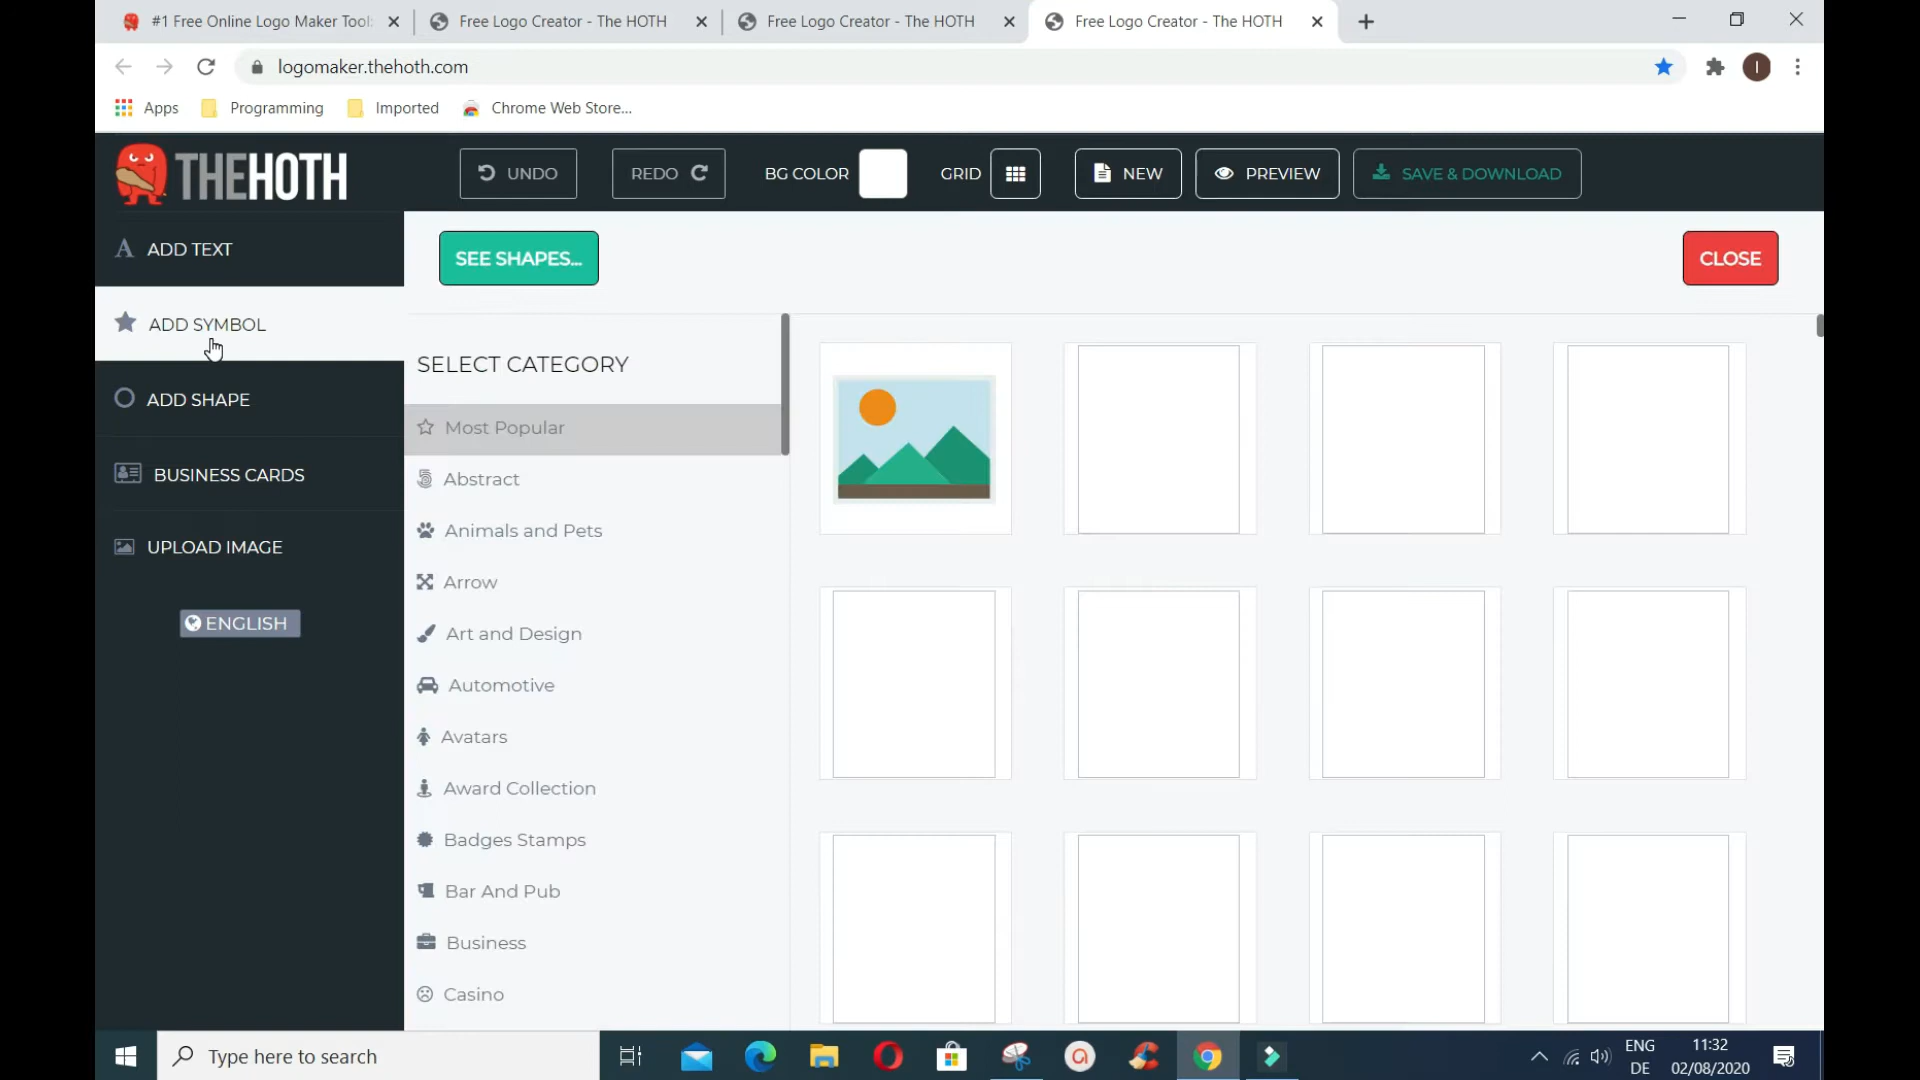 #1 Free Online Logo Maker Tool:
Free Logo Creator - The HOTH
Free Logo Creator - The HOTH
Free Logo Creator - The HOTH
logomaker.thehoth.com
I
Apps
Programming
Imported
Chrome Web Store...
THEHOTH
UNDO
REDO
BG COLOR
GRID
NEW
PREVIEW
SAVE & DOWNLOAD
ADD TEXT
ADD SYMBOL
ADD SHAPE
BUSINESS CARDS
UPLOAD IMAGE
ENGLISH
SEE SHAPES...
CLOSE
SELECT CATEGORY
Most Popular
Abstract
Animals and Pets
Arrow
Art and Design
Automotive
Avatars
Award Collection
Badges Stamps
Bar And Pub
Business
Casino
Type here to search
ENG
DE
11:32
02/08/2020